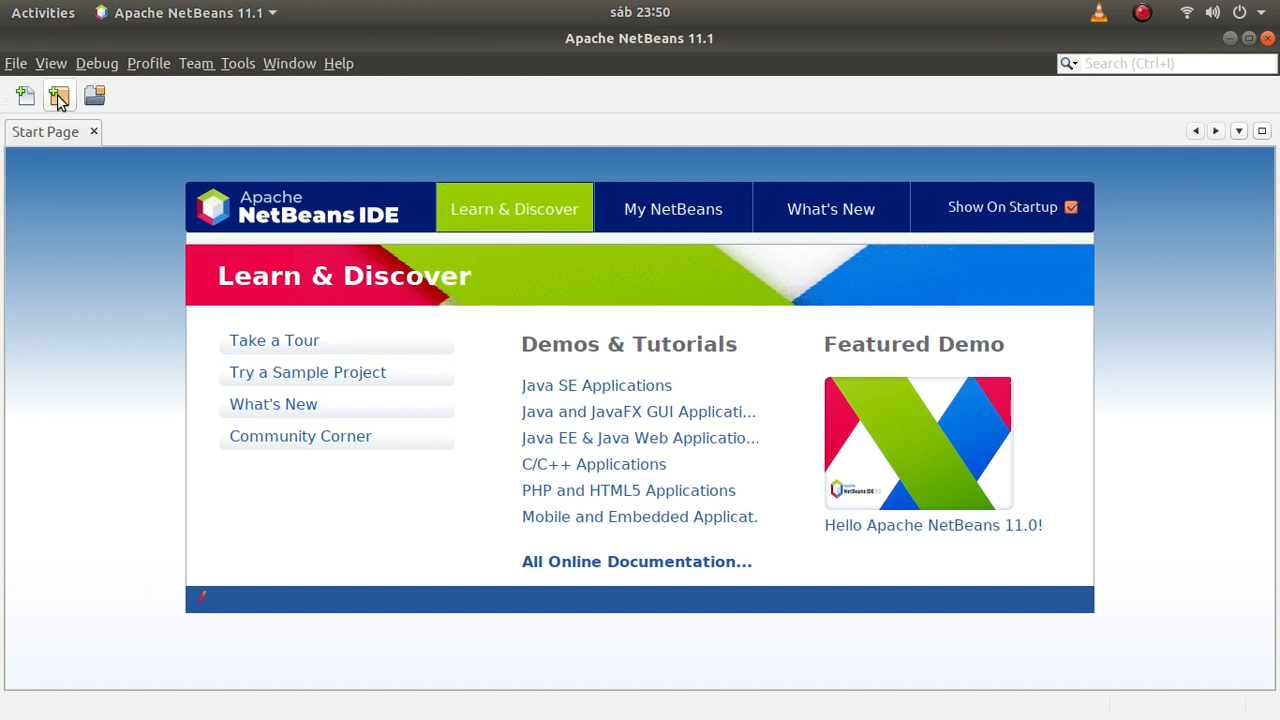 Activities Apache NetBeans 11.1 sáb 23:50
Apache NetBeans 11.1
File View Debug Profile Team Tools Window Help Search (Ctrl+I)
Start Page
Apache NetBeans IDE Learn & Discover My NetBeans What's New Show On Startup
Learn & Discover
Take a Tour
Try a Sample Project
What's New
Community Corner
Demos & Tutorials
Java SE Applications
Java and JavaFX GUI Applicati...
Java EE & Java Web Applicatio...
C/C++ Applications
PHP and HTML5 Applications
Mobile and Embedded Applicat.
All Online Documentation...
Featured Demo
Apache NetBeans IDE
Hello Apache NetBeans 11.0!